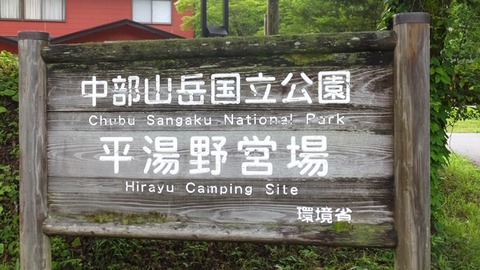 中部山岳国立公園
Chubu Sangaku National Park
平湯野営場
Hirayu Camping Site
環境省